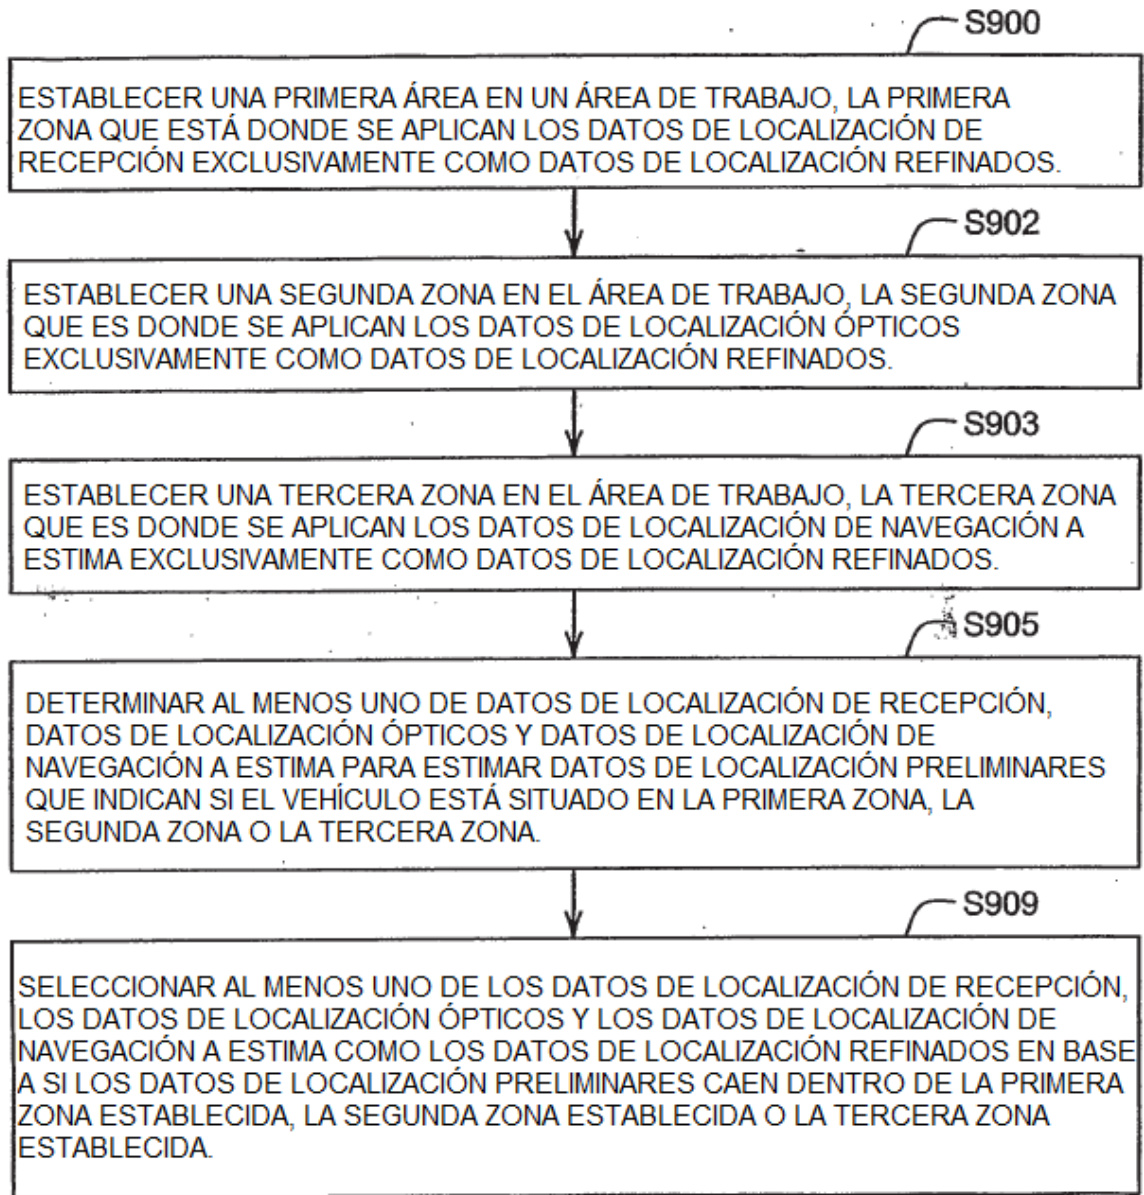 S900
ESTABLECER UNA PRIMERA ÁREA EN UN ÁREA DE TRABAJO, LA PRIMERA
ZONA QUE ESTÁ DONDE SE APLICAN LOS DATOS DE LOCALIZACIÓN DE
RECEPCIÓN EXCLUSIVAMENTE COMO DATOS DE LOCALIZACIÓN REFINADOS.
S902
ESTABLECER UNA SEGUNDA ZONA EN EL ÁREA DE TRABAJO, LA SEGUNDA ZONA
QUE ES DONDE SE APLICAN LOS DATOS DE LOCALIZACIÓN ÓPTICOS
EXCLUSIVAMENTE COMO DATOS DE LOCALIZACIÓN REFINADOS.
S903
ESTABLECER UNA TERCERA ZONA EN EL ÁREA DE TRABAJO, LA TERCERA ZONA
QUE ES DONDE SE APLICAN LOS DATOS DE LOCALIZACIÓN DE NAVEGACIÓN A
ESTIMA EXCLUSIVAMENTE COMO DATOS DE LOCALIZACIÓN REFINADOS.
S905
DETERMINAR AL MENOS UNO DE DATOS DE LOCALIZACIÓN DE RECEPCIÓN,
DATOS DE LOCALIZACIÓN ÓPTICOS Y DATOS DE LOCALIZACIÓN DE
NAVEGACIÓN A ESTIMA PARA ESTIMAR DATOS DE LOCALIZACIÓN PRELIMINARES
QUE INDICAN SI EL VEHÍCULO ESTÁ SITUADO EN LA PRIMERA ZONA, LA
SEGUNDA ZONA O LA TERCERA ZONA.
S909
SELECCIONAR AL MENOS UNO DE LOS DATOS DE LOCALIZACIÓN DE RECEPCIÓN,
LOS DATOS DE LOCALIZACIÓN ÓPTICOS Y LOS DATOS DE LOCALIZACIÓN DE
NAVEGACIÓN A ESTIMA COMO LOS DATOS DE LOCALIZACIÓN REFINADOS EN BASE
A SI LOS DATOS DE LOCALIZACIÓN PRELIMINARES CAEN DENTRO DE LA PRIMERA
ZONA ESTABLECIDA, LA SEGUNDA ZONA ESTABLECIDA O LA TERCERA ZONA
ESTABLECIDA.